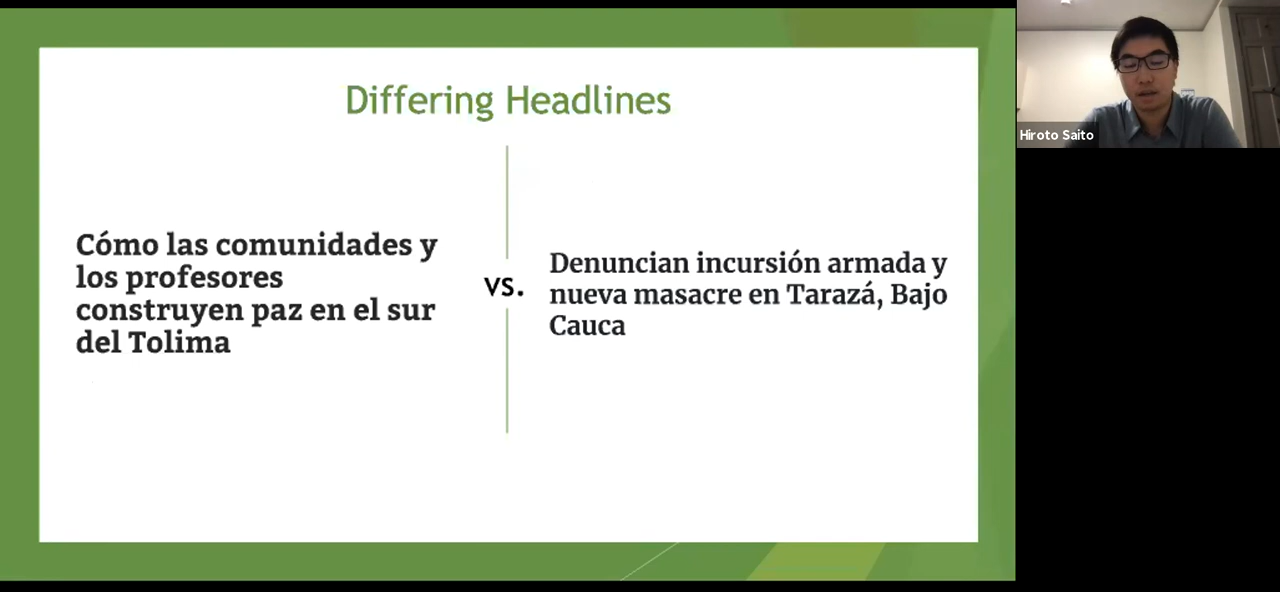 Differing Headlines
Cómo las comunidades y
los profesores
construyen paz en el sur
del Tolima
vs.
Denuncian incursión armada y
nueva masacre en Tarazá, Bajo
Cauca
Hiroto Saito